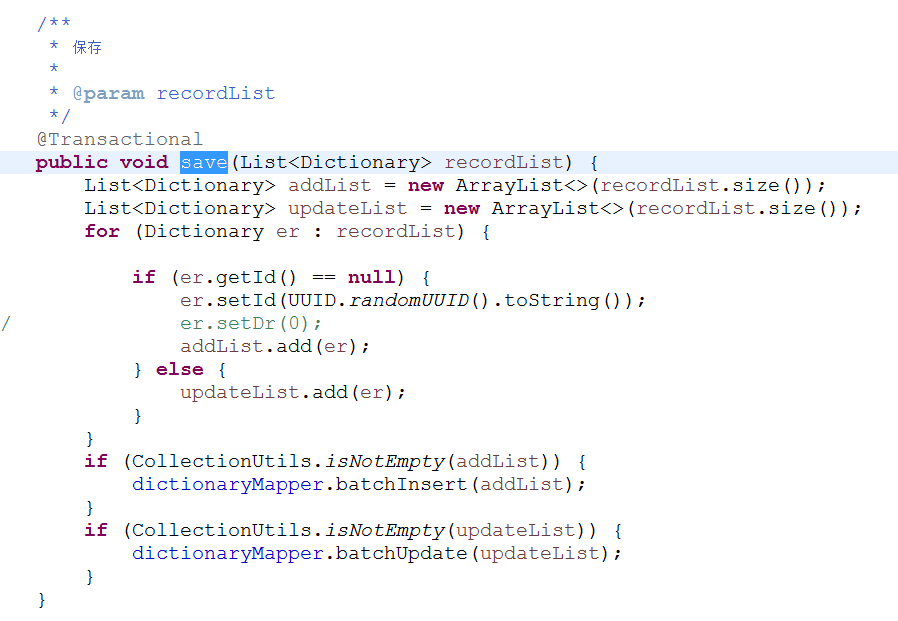 /**
 * 保存
 *
 * @param recordList
 */
@Transactional
public void save(List<Dictionary> recordList) {
    List<Dictionary> addList = new ArrayList<>(recordList.size());
    List<Dictionary> updateList = new ArrayList<>(recordList.size());
    for (Dictionary er : recordList) {

        if (er.getId() == null) {
            er.setId(UUID.randomUUID().toString());
/            er.setDr(0);
            addList.add(er);
        } else {
            updateList.add(er);
        }
    }
    if (CollectionUtils.isNotEmpty(addList)) {
        dictionaryMapper.batchInsert(addList);
    }
    if (CollectionUtils.isNotEmpty(updateList)) {
        dictionaryMapper.batchUpdate(updateList);
    }
}